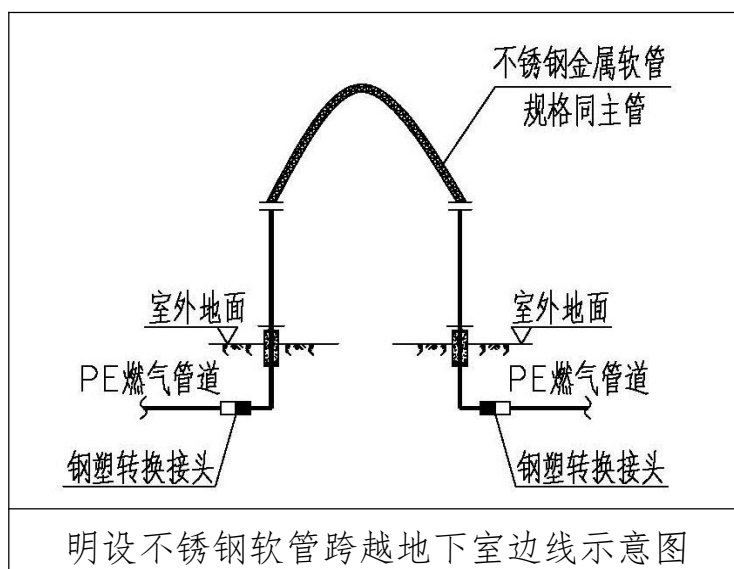 不锈钢金属软管
规格同主管
室外地面
室外地面
PE燃气管道
PE燃气管道
钢塑转换接头
钢塑转换接头
明设不锈钢软管跨越地下室边线示意图